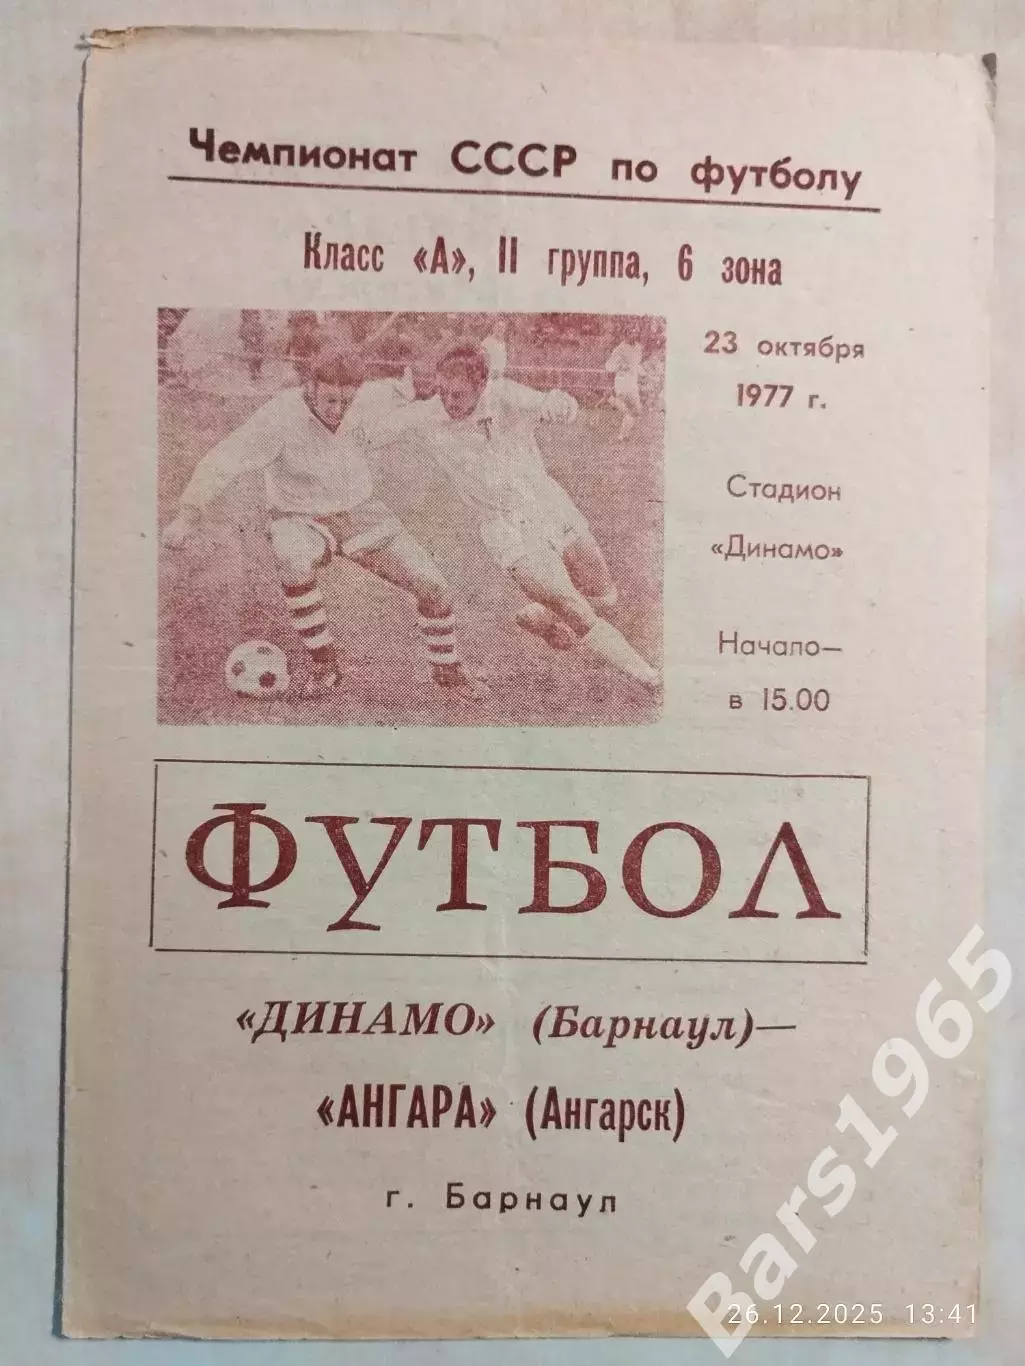 Чемпионат СССР по футболу
Класс «А», II группа, 6 зона
23 октября
1977 г.
Стадион
«Динамо»
Начало—
в 15.00
ФУТБОЛ
«ДИНАМО» (Барнаул)—
«АНГАРА» (Ангарск)
г. Барнаул
Bars1965
26.12.2025 13:41